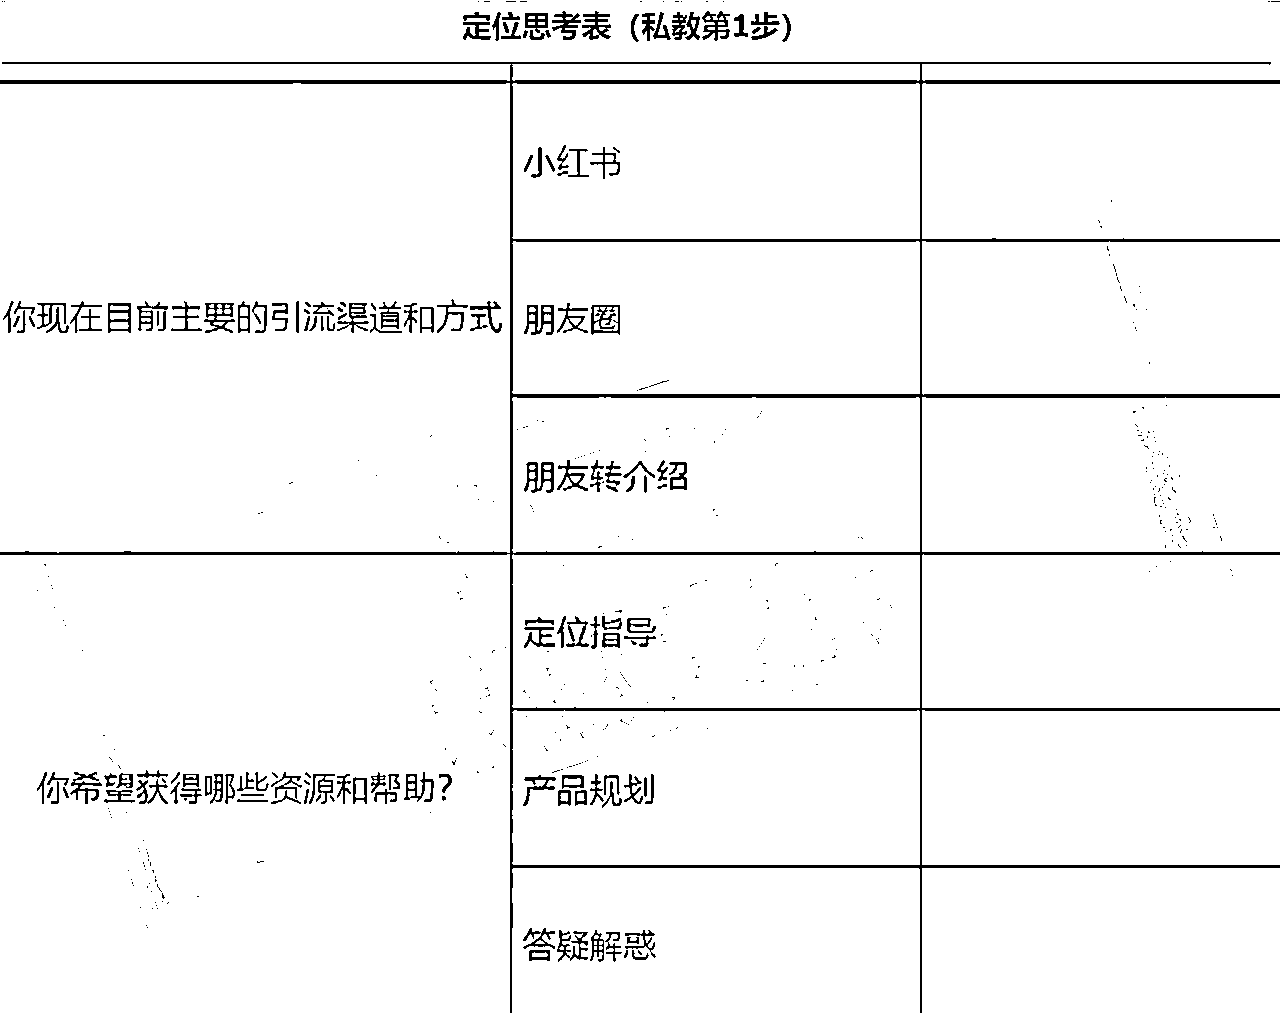 定位思考表（私教第1步）
小红书
你现在目前主要的引流渠道和方式
朋友圈
朋友转介绍
定位指导
你希望获得哪些资源和帮助？
产品规划
答疑解惑